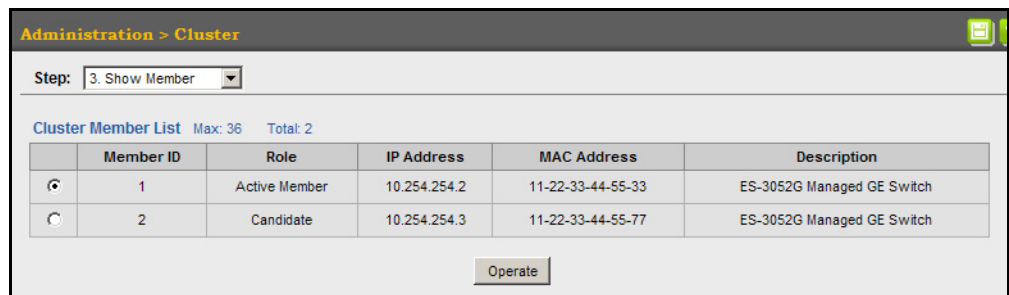 Administration > Cluster
Step: 3. Show Member
Cluster Member List Max: 36 Total: 2
Member ID Role IP Address MAC Address Description
1 Active Member 10.254.254.2 11-22-33-44-55-33 ES-3052G Managed GE Switch
2 Candidate 10.254.254.3 11-22-33-44-55-77 ES-3052G Managed GE Switch
Operate